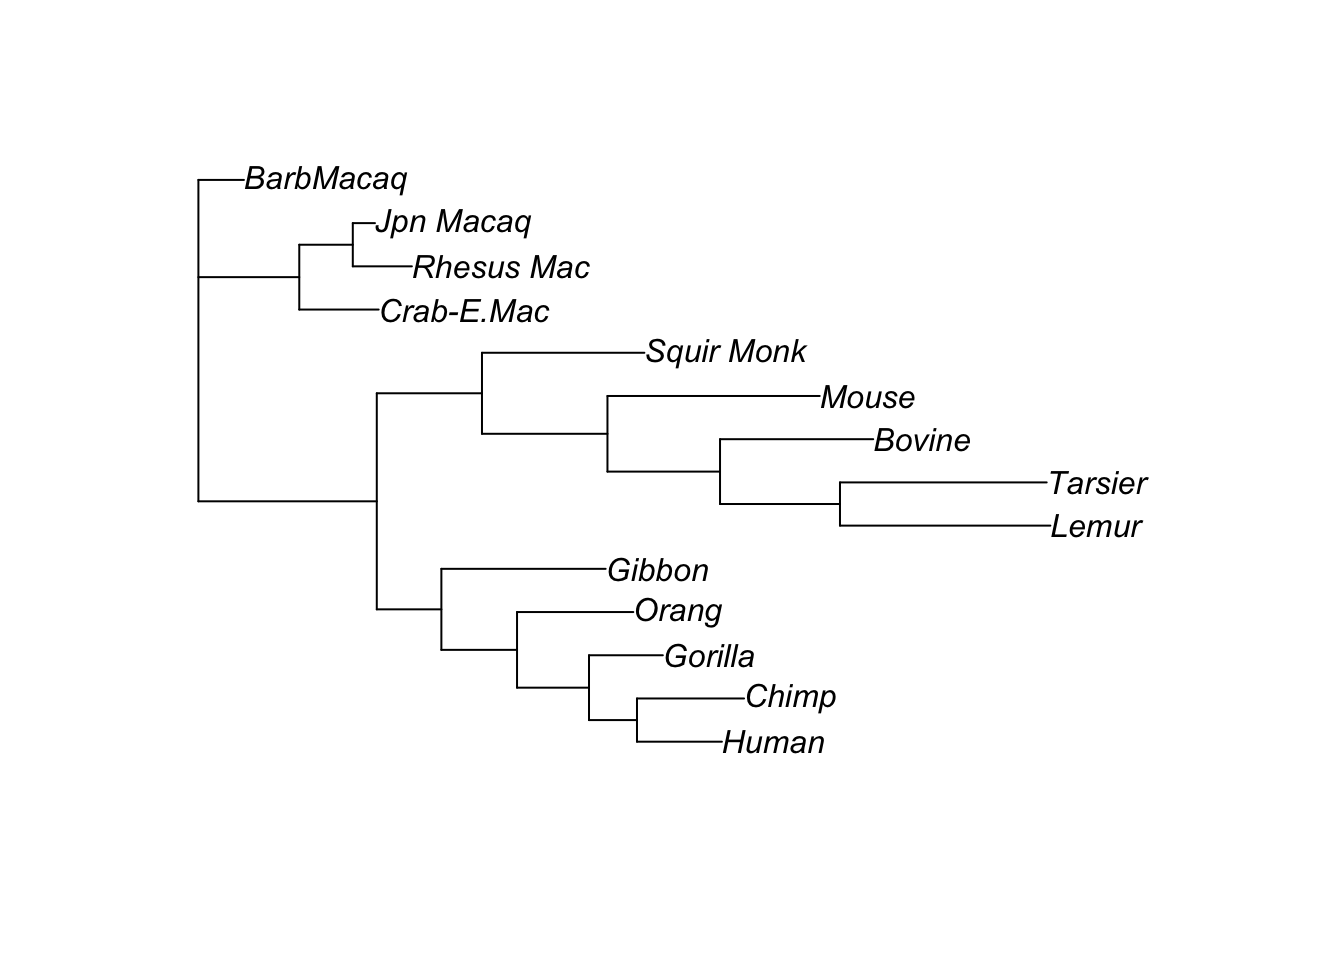 BarbMacaq
Jpn Macaq
Rhesus Mac
Crab-E.Mac
Squir Monk
Mouse
Bovine
Tarsier
Lemur
Gibbon
Orang
Gorilla
Chimp
Human